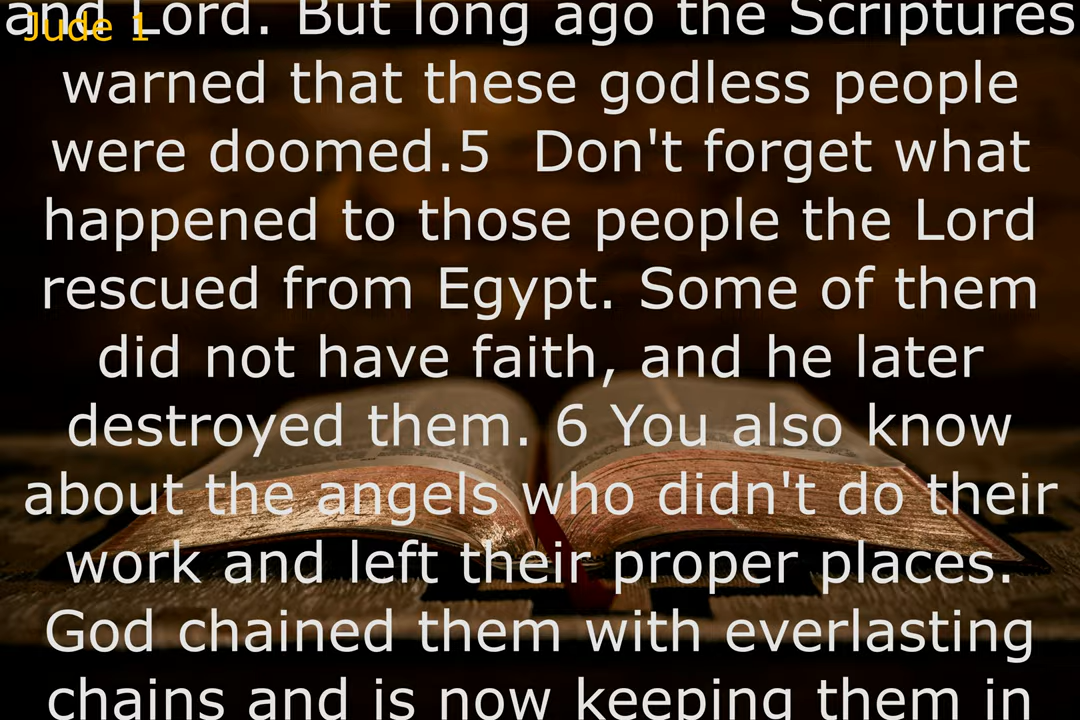 Jude 1
and Lord. But long ago the Scriptures
warned that these godless people
were doomed.5  Don't forget what
happened to those people the Lord
rescued from Egypt. Some of them
did not have faith, and he later
destroyed them. 6 You also know
about the angels who didn't do their
work and left their proper places.
God chained them with everlasting
chains and is now keeping them in